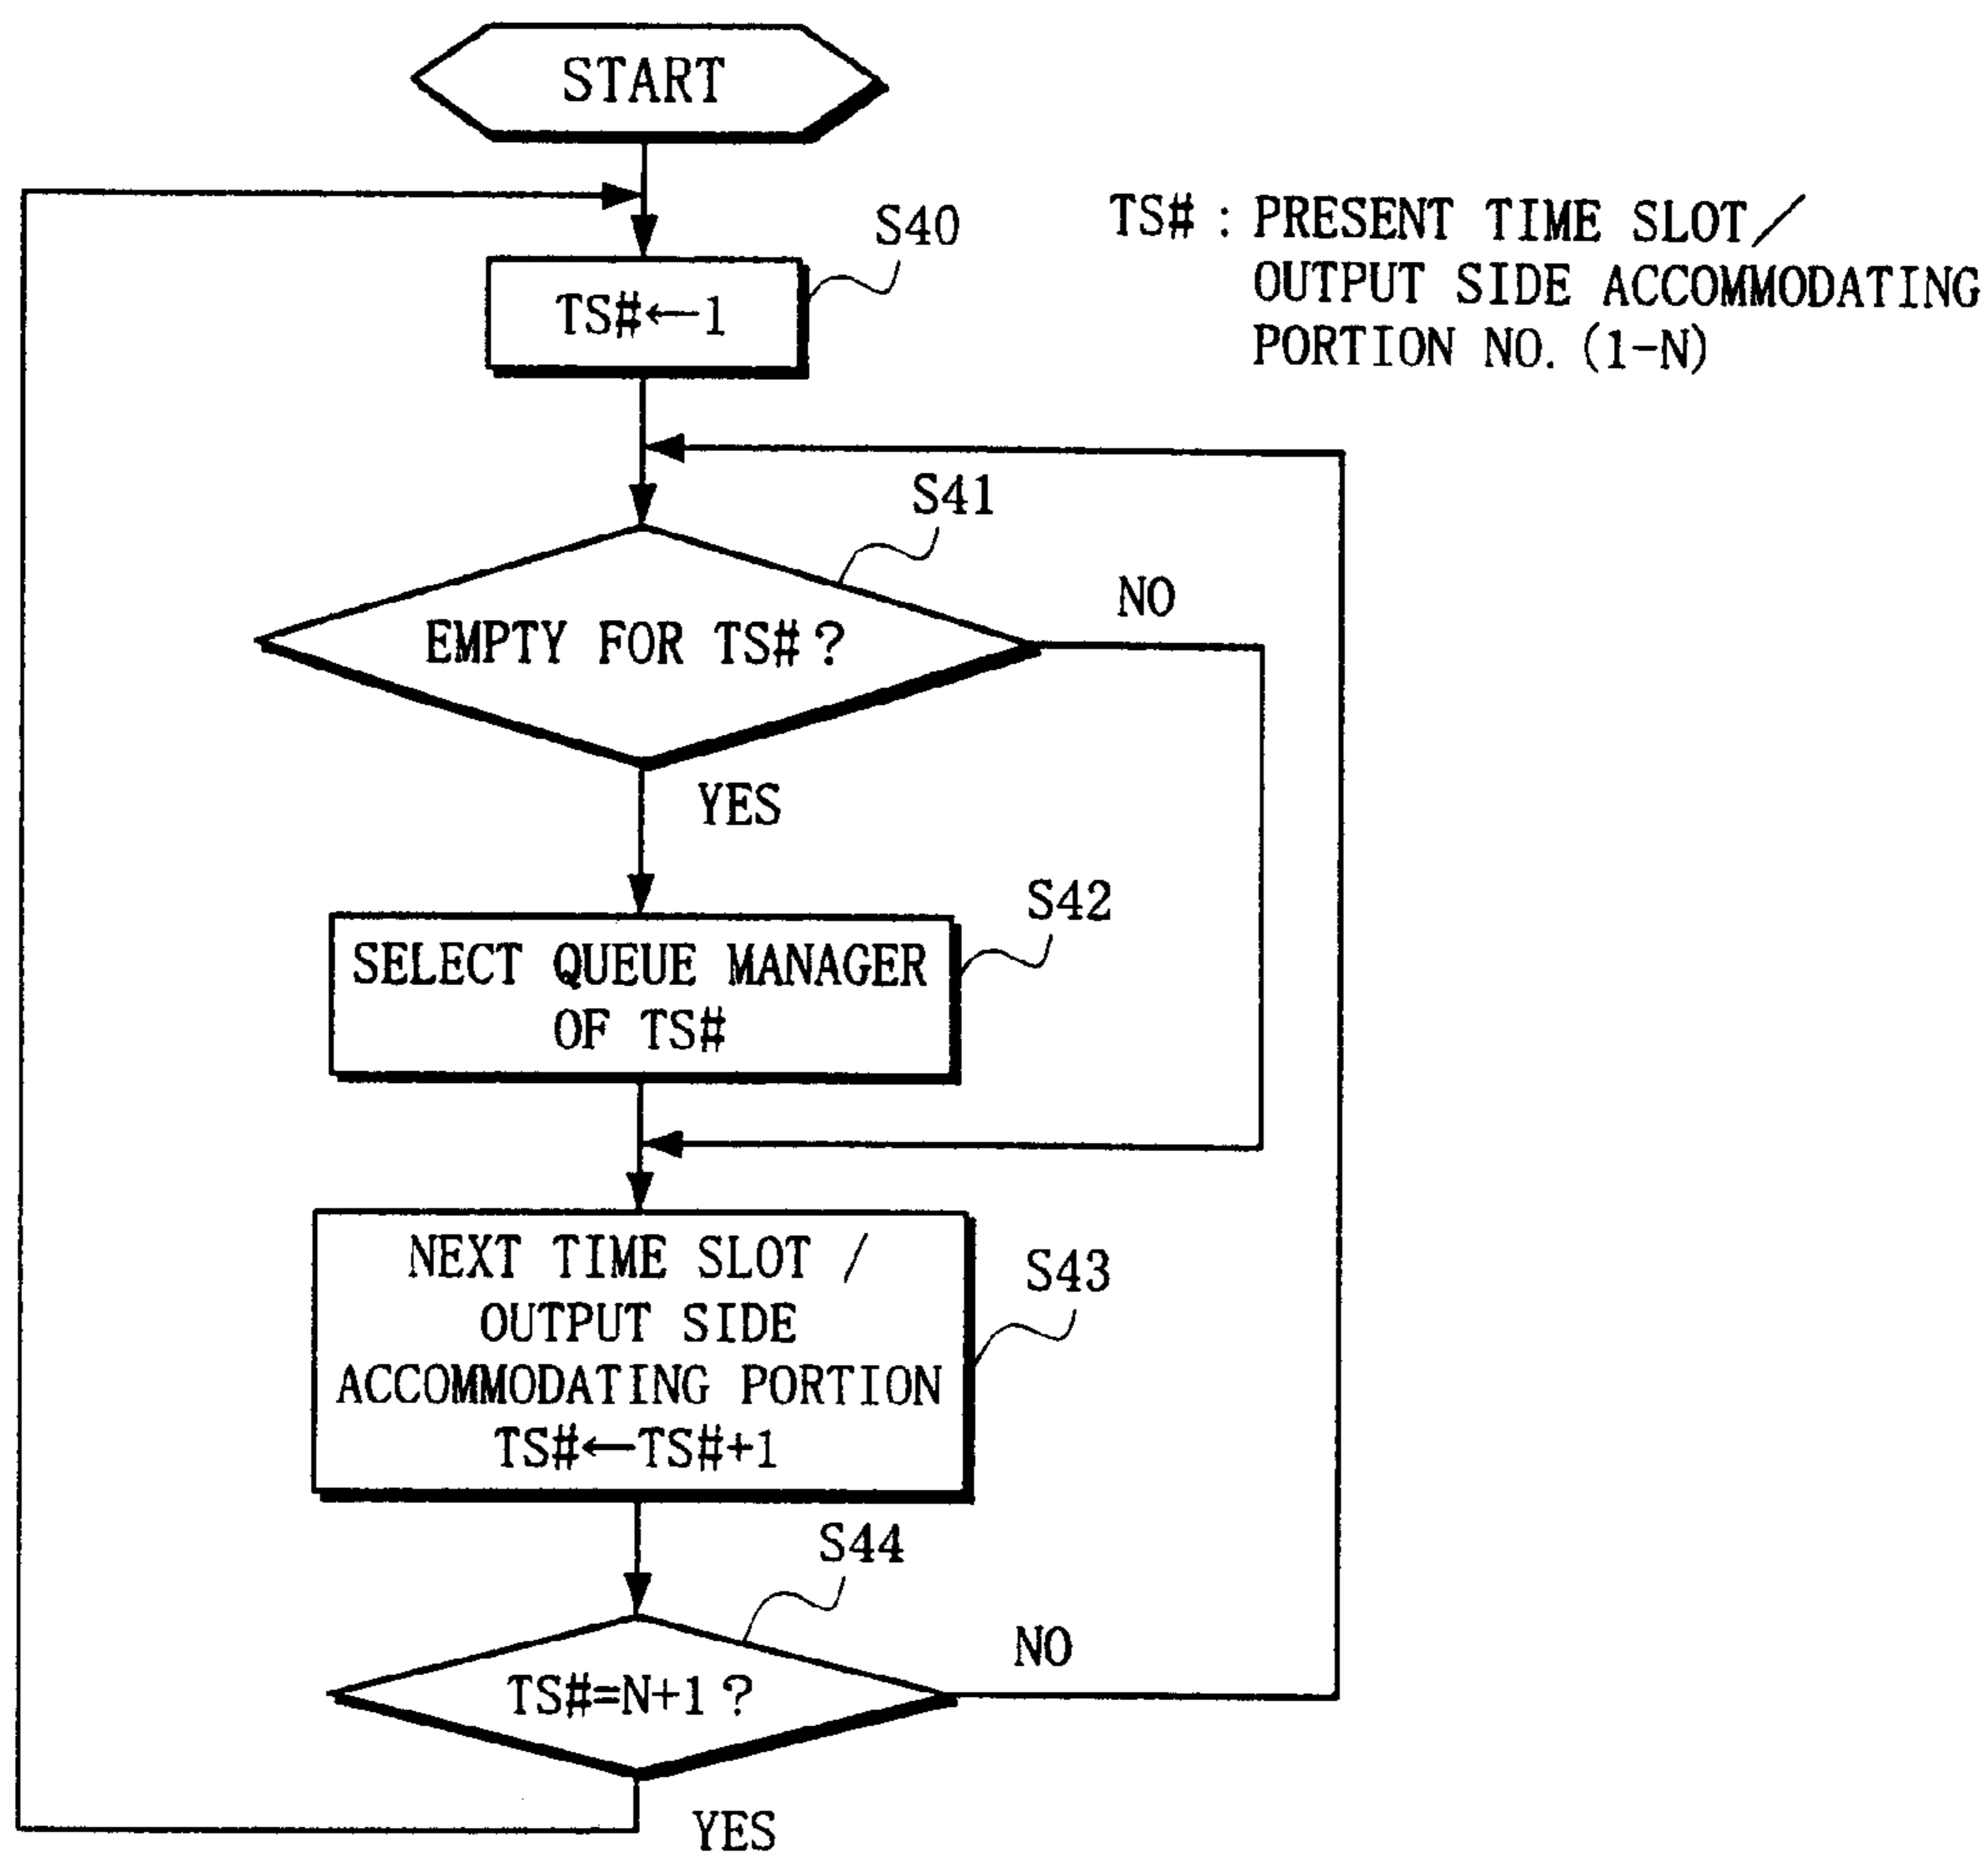 START
S40
TS# : PRESENT TIME SLOT/
OUTPUT SIDE ACCOMMODATING
PORTION NO. (1-N)
TS#←1
S41
NO
EMPTY FOR TS#?
YES
S42
SELECT QUEUE MANAGER
OF TS#
NEXT TIME SLOT /
S43
OUTPUT SIDE
ACCOMMODATING PORTION
TS#←TS#+1
S44
NO
TS#=N+1?
YES